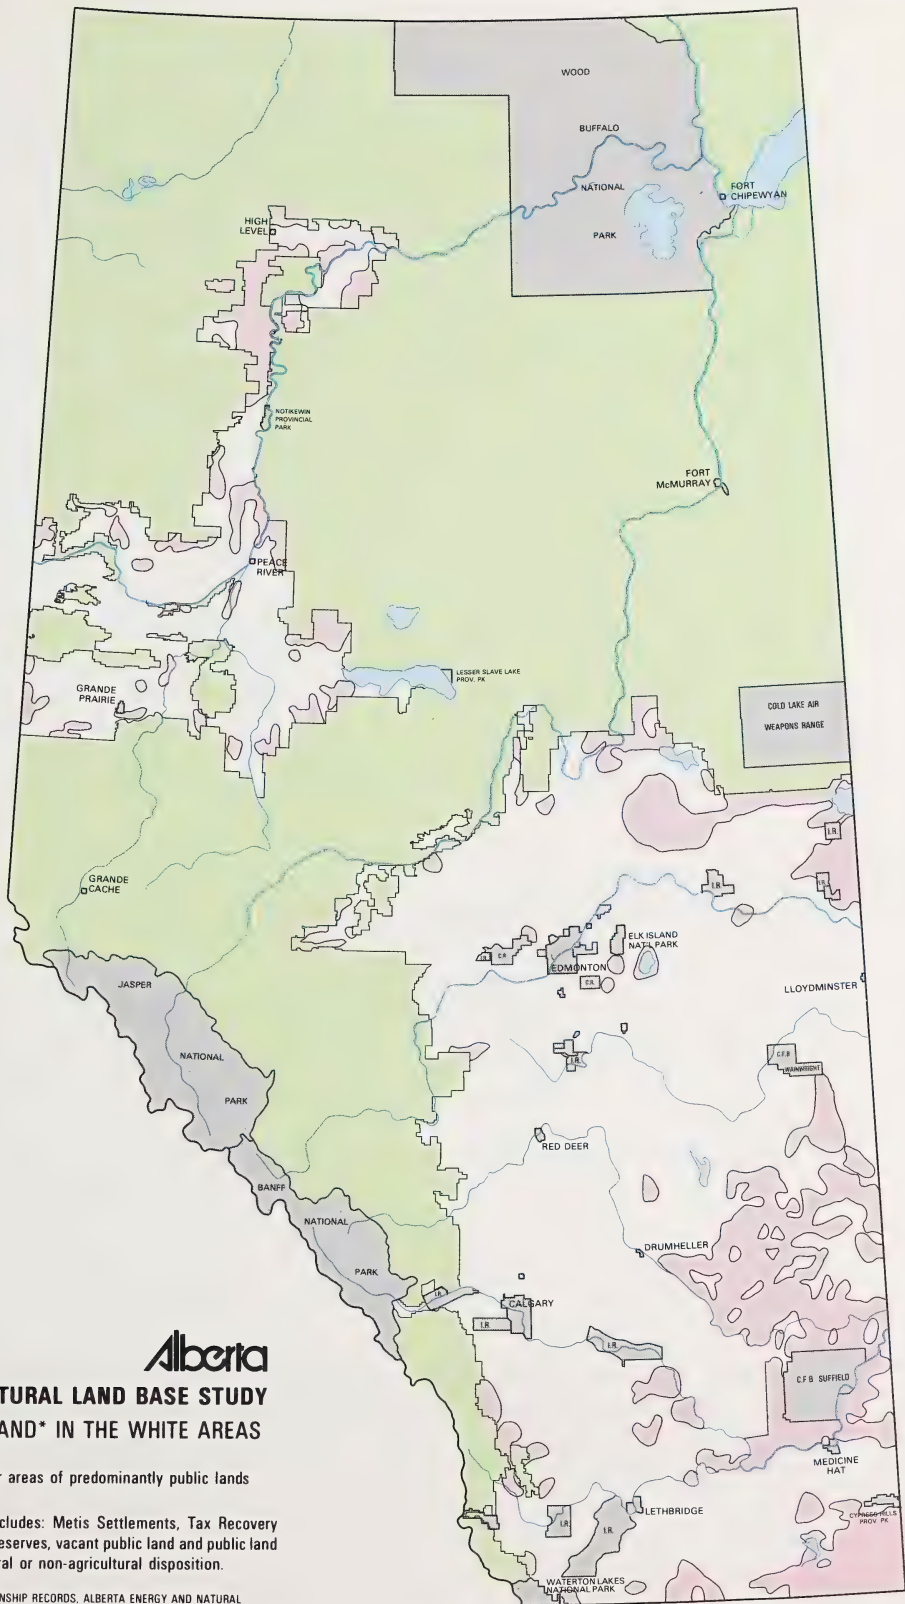 WOOD
BUFFALO
NATIONAL
PARK
FORT
CHIPEWYAN
HIGH
LEVEL
NOTIKEWIN
PROVINCIAL
PARK
FORT
McMURRAY
PEACE
RIVER
LESSER SLAVE LAKE
PROV. PK
GRANDE
PRAIRIE
COLD LAKE AIR
WEAPONS RANGE
I.R.
I.R.
I.R.
GRANDE
CACHE
ELK ISLAND
NAT'L PARK
I.R.
C.R.
EDMONTON
C.R.
LLOYDMINSTER
JASPER
NATIONAL
PARK
C.F.B
WAINWRIGHT
I.R.
RED DEER
BANFF
NATIONAL
PARK
DRUMHELLER
I.R.
CALGARY
I.R.
I.R.
C.F.B SUFFIELD
MEDICINE
HAT
LETHBRIDGE
I.R.
I.R.
CYPRESS HILLS
PROV. PK
WATERTON LAKES
NATIONAL PARK
Alberta
TURAL LAND BASE STUDY
AND* IN THE WHITE AREAS
r areas of predominantly public lands
cludes: Metis Settlements, Tax Recovery
eserves, vacant public land and public land
ral or non-agricultural disposition.
NSHIP RECORDS, ALBERTA ENERGY AND NATURAL